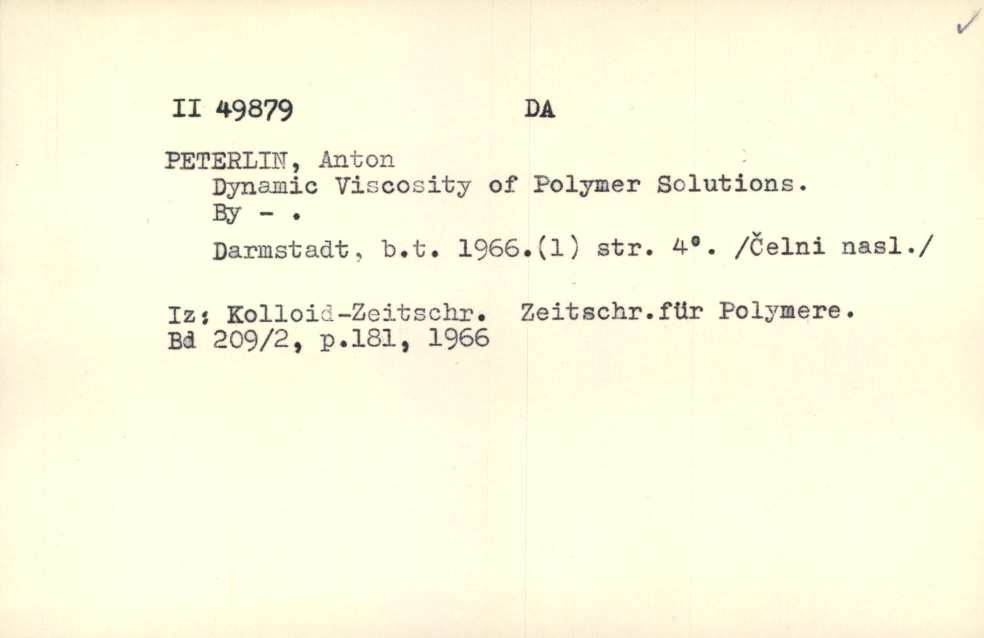 II 49879 DA
PETERLIN, Anton
Dynamic Viscosity of Polymer Solutions.
By - .
Darmstadt, b.t. 1966.(1) str. 4°. /Čelni nasl./
Iz: Kolloid-Zeitschr. Zeitschr.für Polymere.
Bd 209/2, p.181, 1966